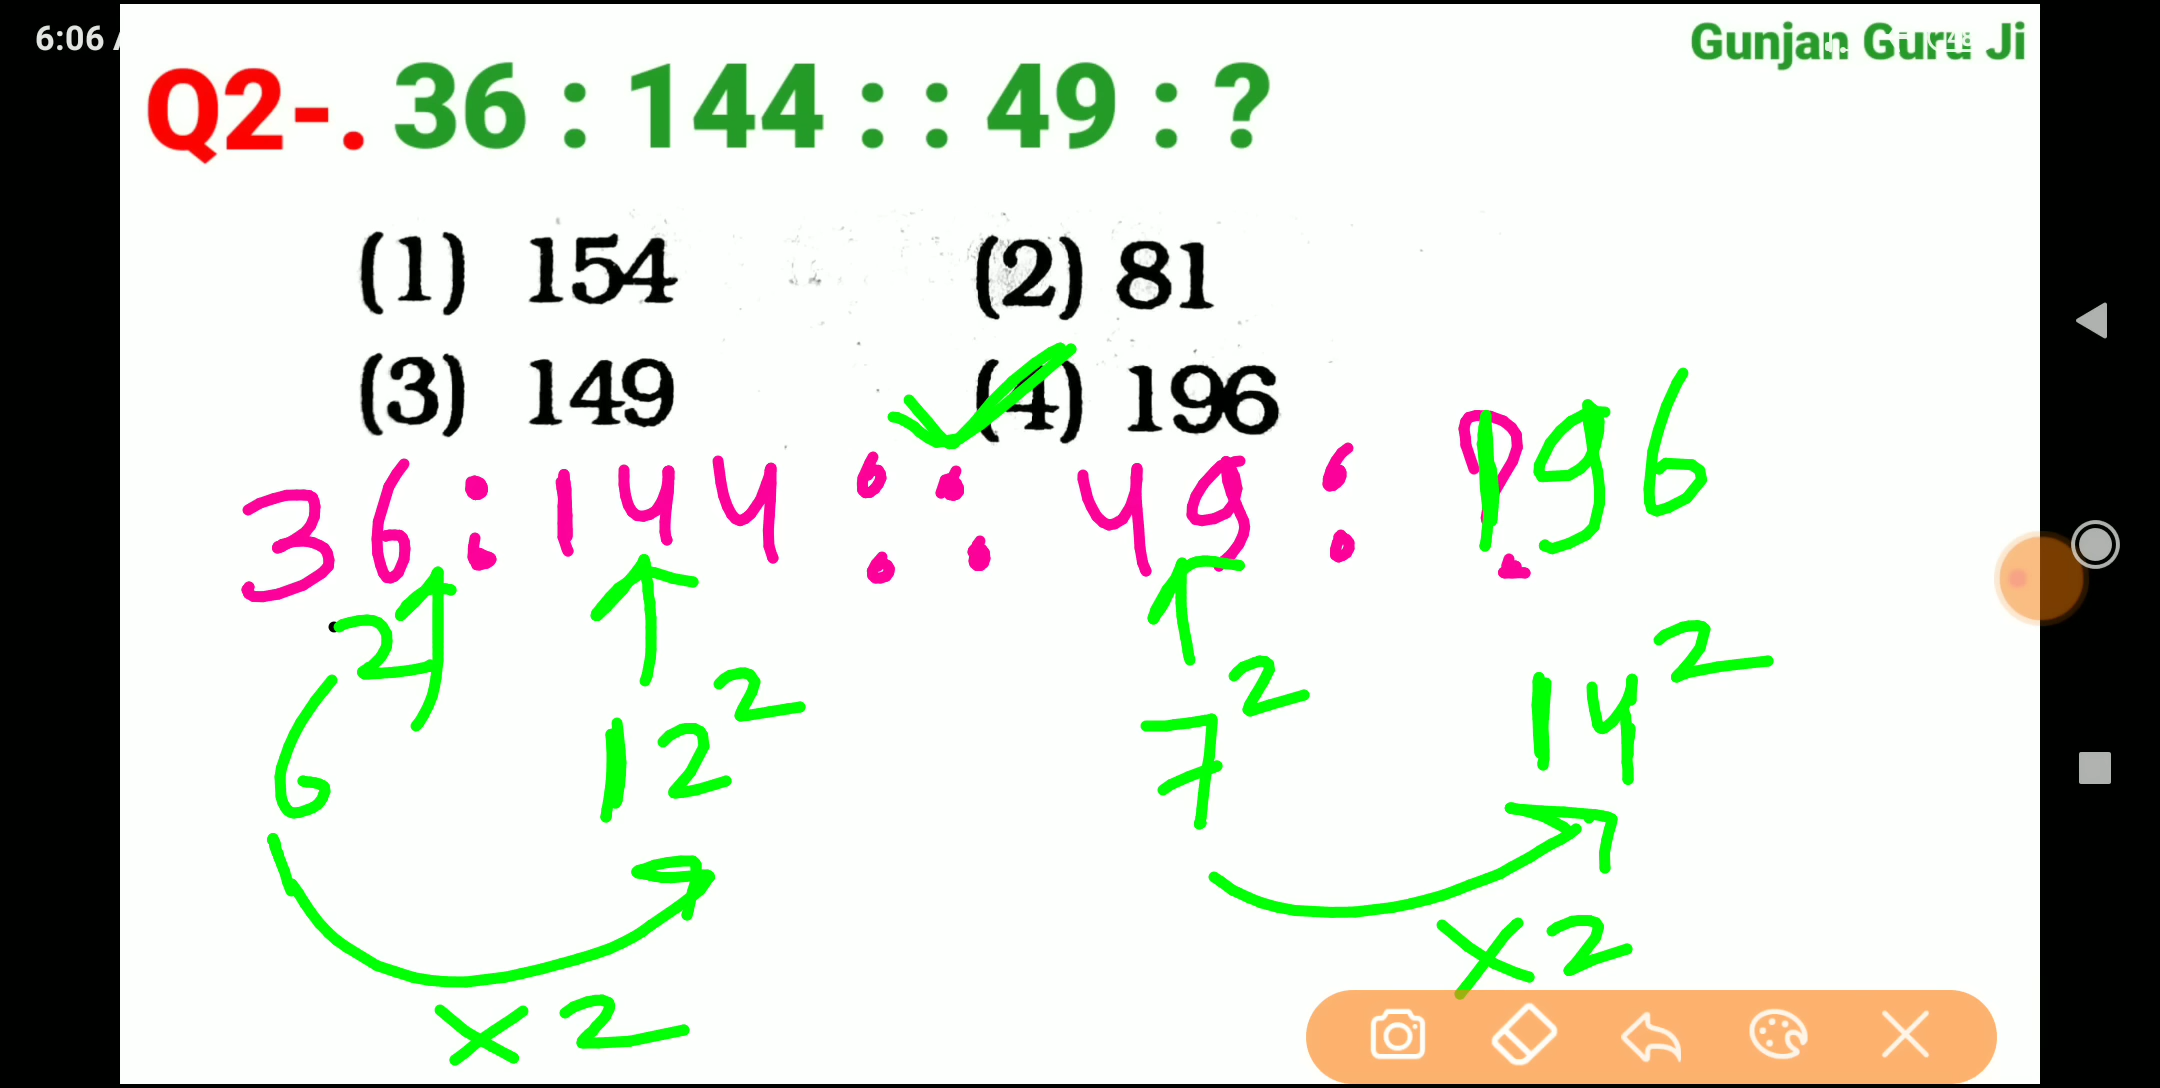 6:06 A
Gunjan Guru Ji
Q2-. 36 : 144 : : 49 : ?
(1) 154 (2) 81
(3) 149 (4) 196
36 : 144 : : 49 : 196
6² 12² 7² 14²
×2 ×2